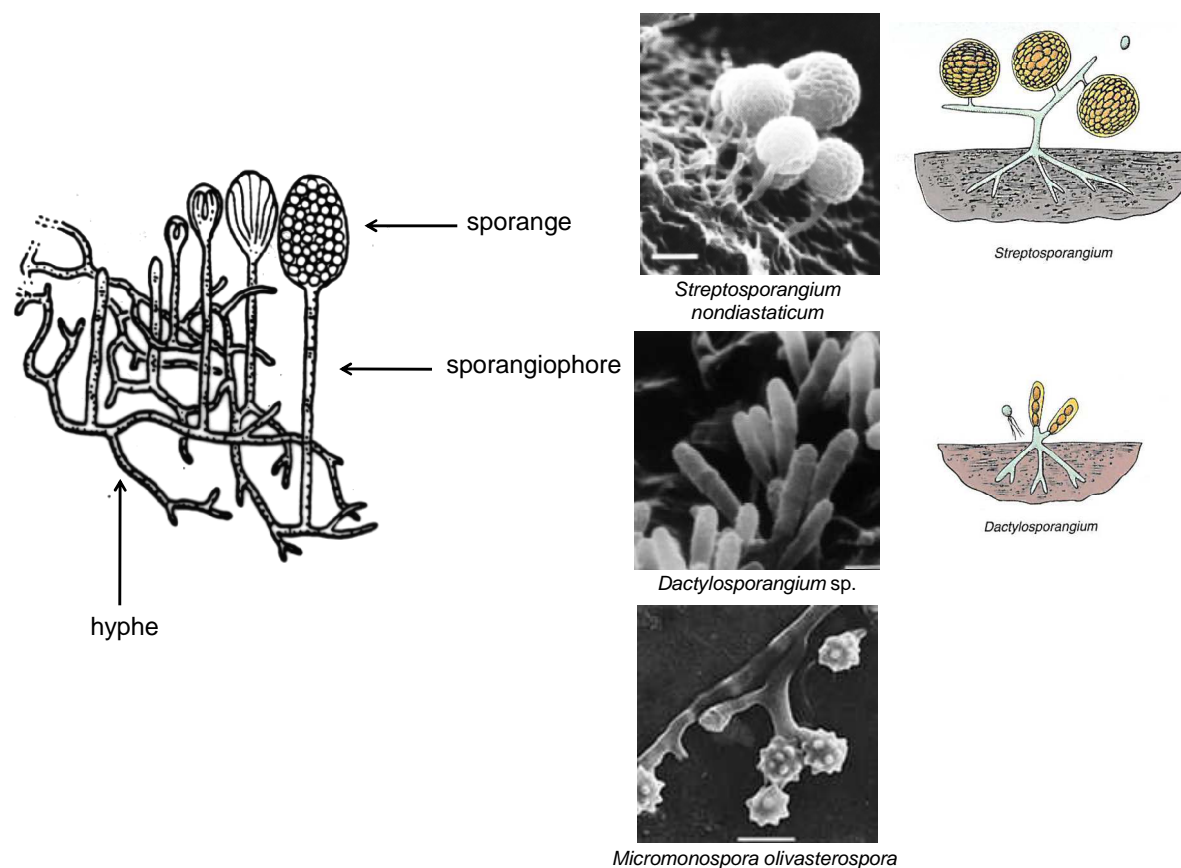 sporange
sporangiophore
hyphe
Streptosporangium
nondiastaticum
Streptosporangium
Dactylosporangium sp.
Dactylosporangium
Micromonospora olivasterospora